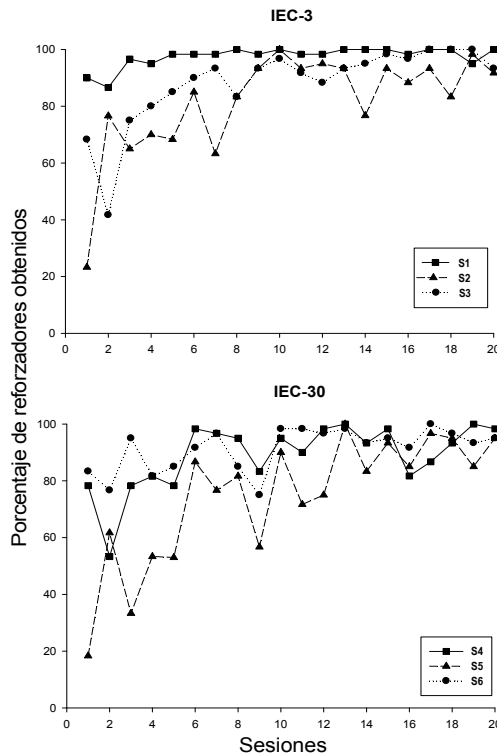 IEC-3
100
80
60
40
20
0
S1
S2
S3
0 2 4 6 8 10 12 14 16 18 20
Porcentaje de reforzadores obtenidos
IEC-30
100
80
60
40
20
0
S4
S5
S6
0 2 4 6 8 10 12 14 16 18 20
Sesiones